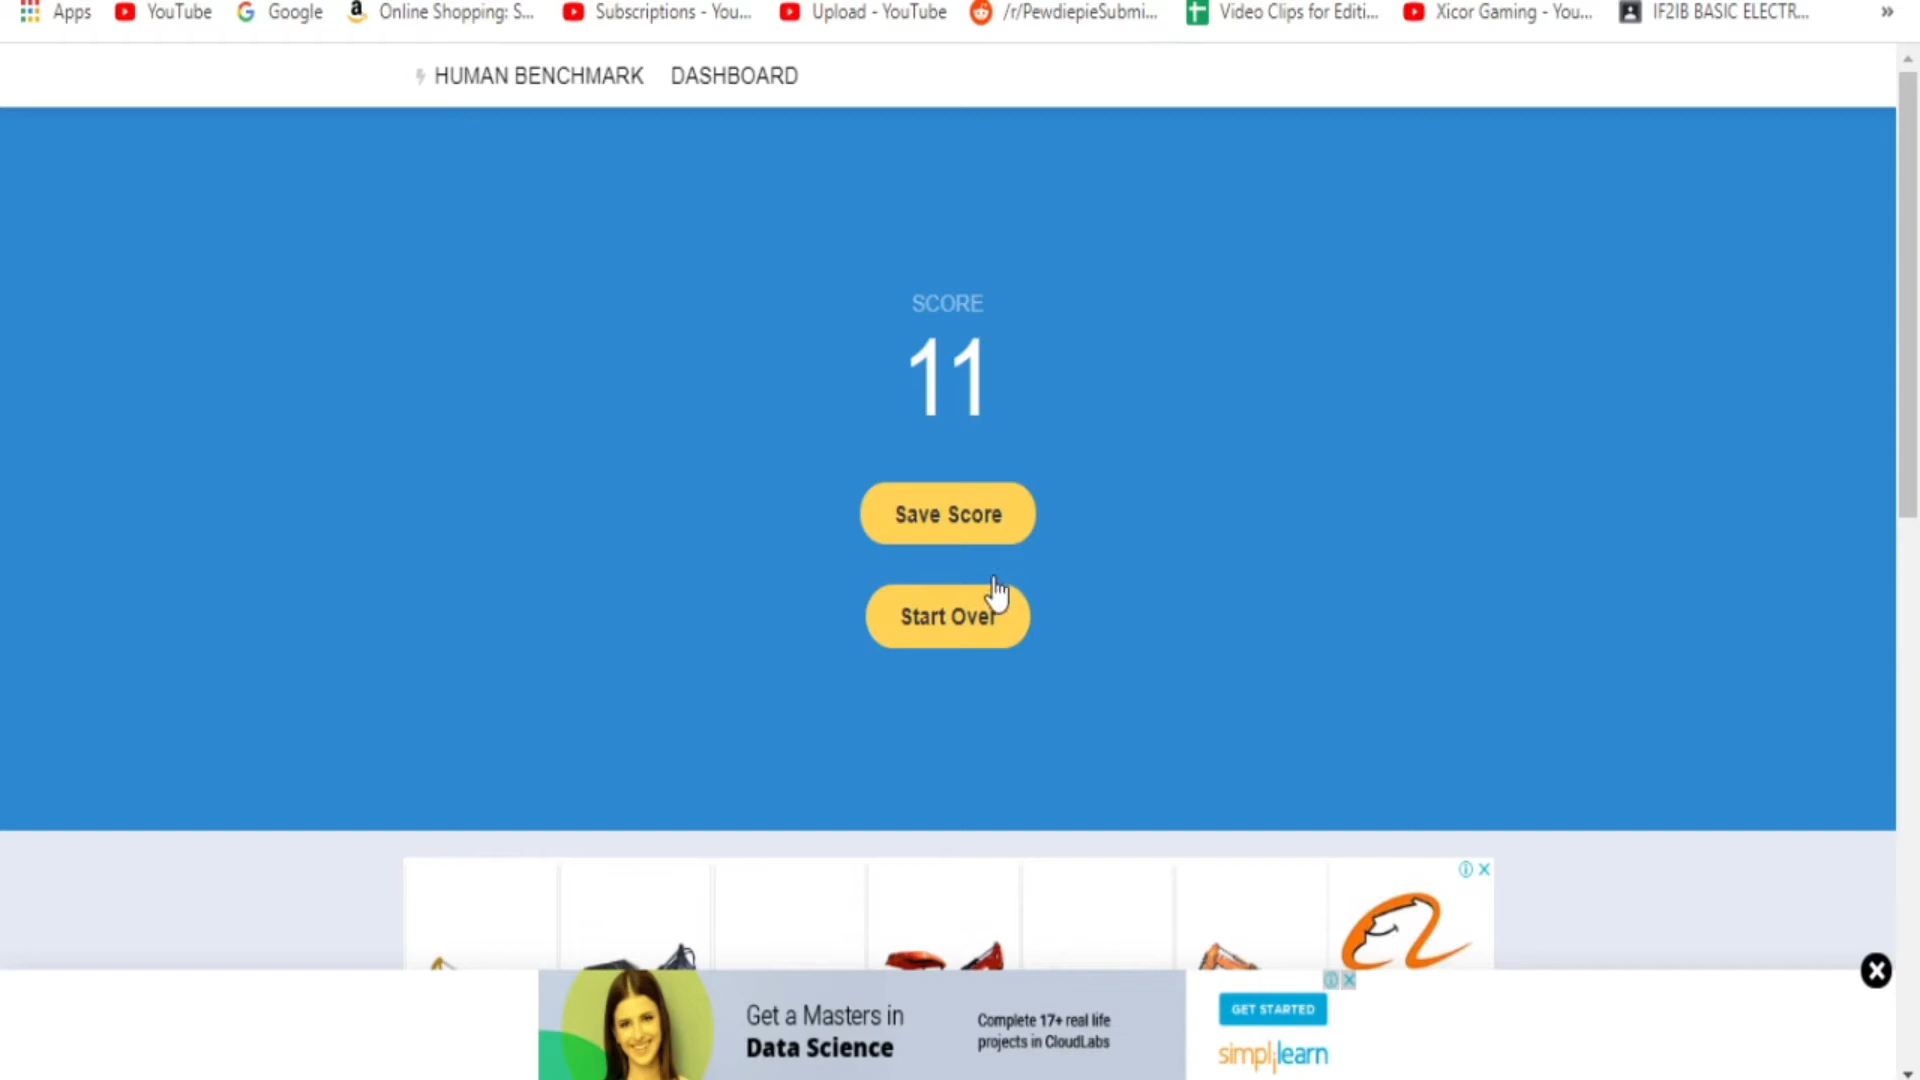 Apps YouTube Google Online Shopping: S... Subscriptions - You... Upload - YouTube /r/PewdiepieSubmi... Video Clips for Editi... Xicor Gaming - You... IF2IB BASIC ELECTR... »
HUMAN BENCHMARK DASHBOARD
SCORE
11
Save Score
Start Over
Get a Masters in
Data Science
Complete 17+ real life
projects in CloudLabs
GET STARTED
simplilearn